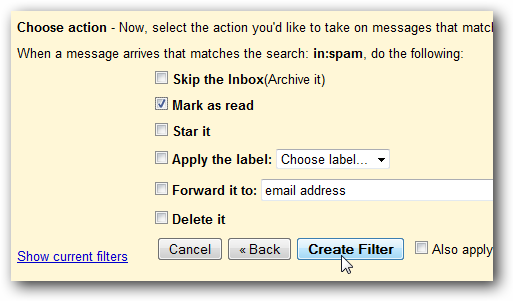 Choose action - Now, select the action you'd like to take on messages that match
When a message arrives that matches the search: in:spam, do the following:
Skip the Inbox(Archive it)
Mark as read
Star it
Apply the label: Choose label...
Forward it to: email address
Delete it
Show current filters Cancel « Back Create Filter Also apply